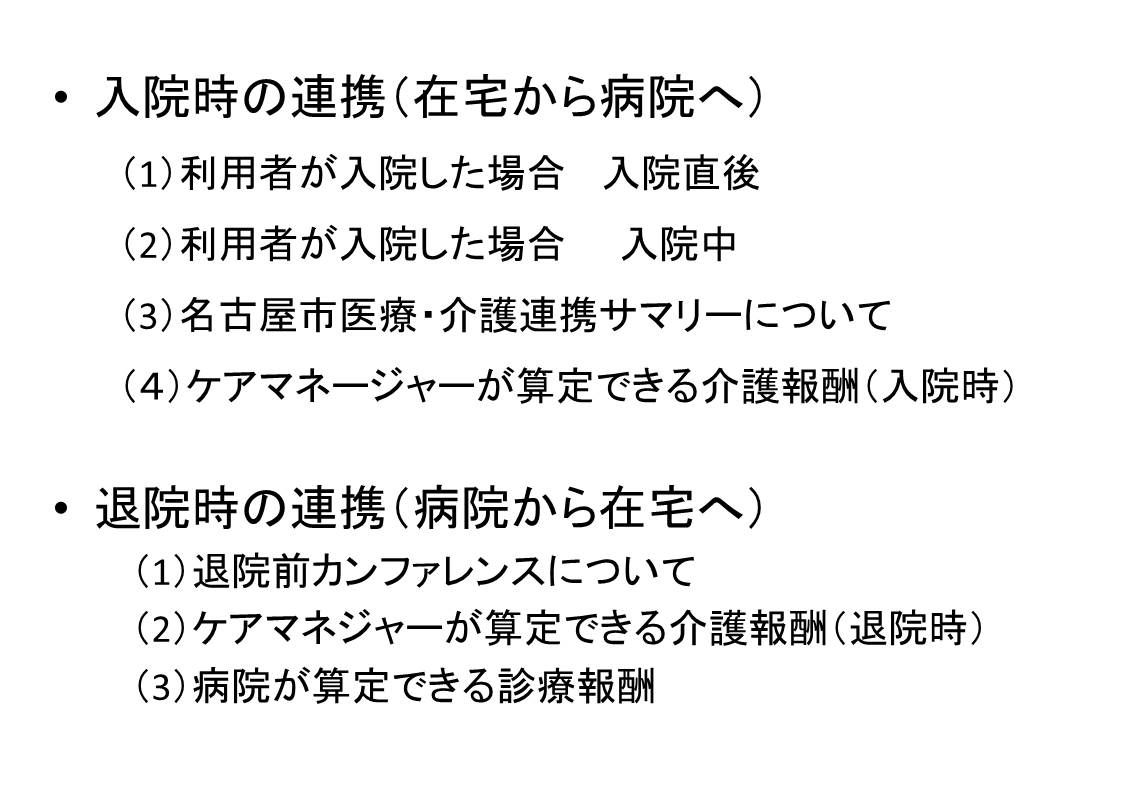 • 入院時の連携（在宅から病院へ）
（1）利用者が入院した場合　入院直後
（2）利用者が入院した場合　 入院中
（3）名古屋市医療・介護連携サマリーについて
（４）ケアマネージャーが算定できる介護報酬（入院時）
• 退院時の連携（病院から在宅へ）
（1）退院前カンファレンスについて
（2）ケアマネジャーが算定できる介護報酬（退院時）
（3）病院が算定できる診療報酬